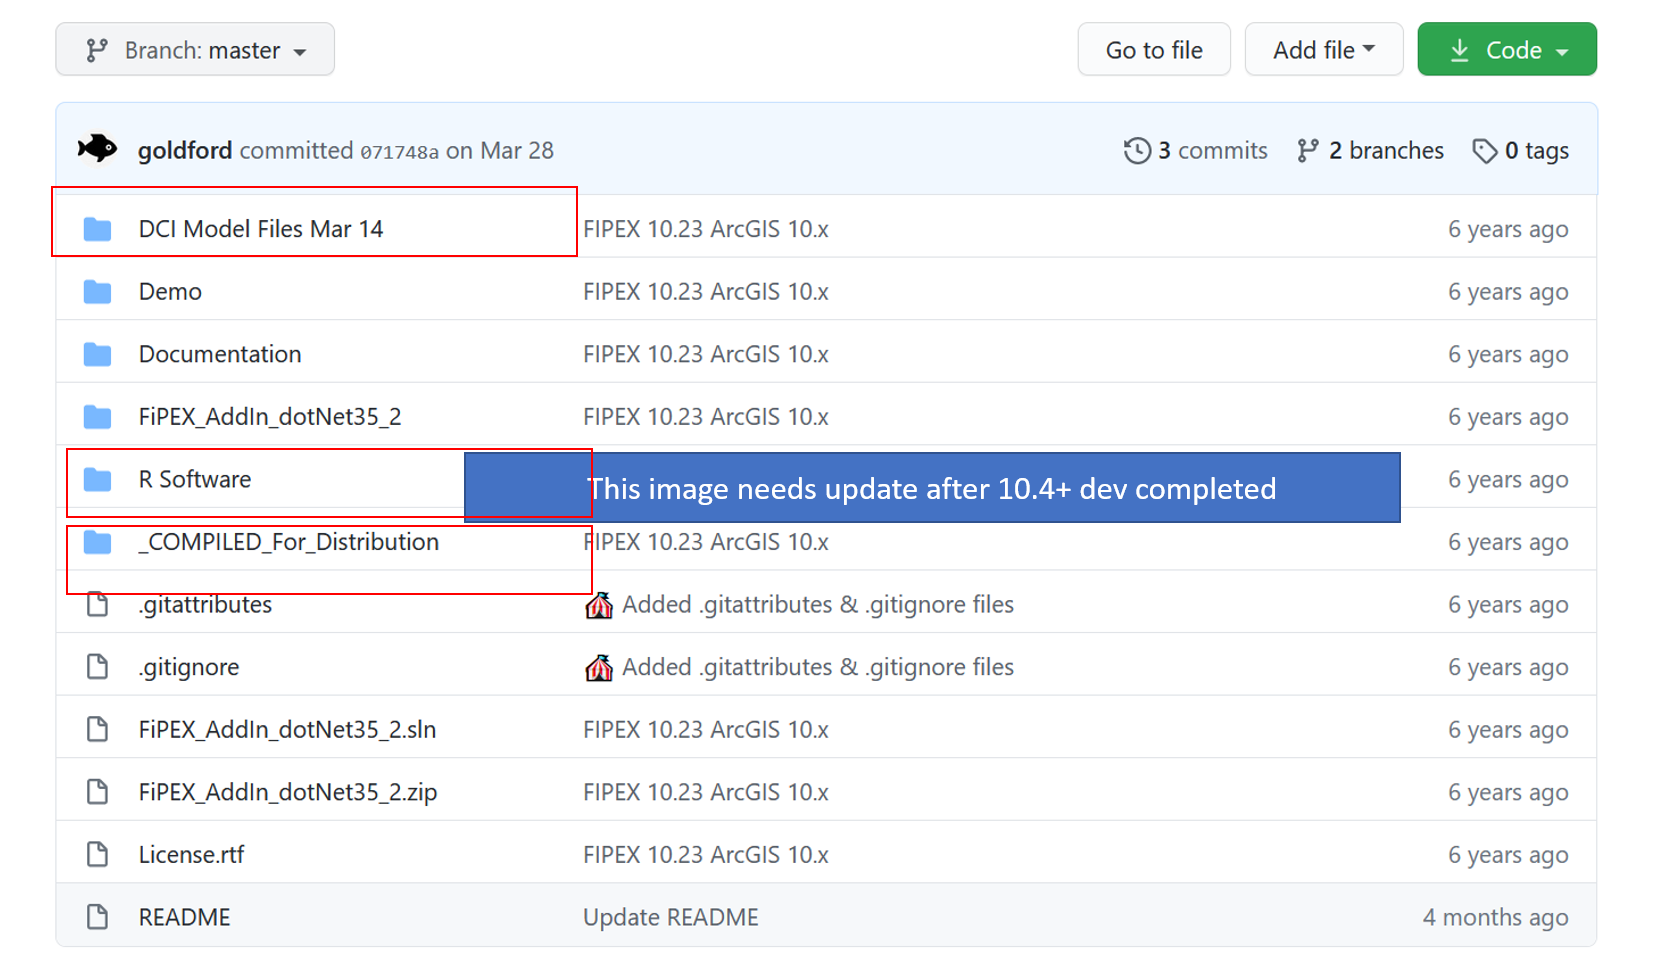 Branch: master Go to file Add file Code
goldford committed 071748a on Mar 28 3 commits 2 branches 0 tags
DCI Model Files Mar 14 FIPEX 10.23 ArcGIS 10.x 6 years ago
Demo FIPEX 10.23 ArcGIS 10.x 6 years ago
Documentation FIPEX 10.23 ArcGIS 10.x 6 years ago
FiPEX_AddIn_dotNet35_2 FIPEX 10.23 ArcGIS 10.x 6 years ago
R Software This image needs update after 10.4+ dev completed 6 years ago
_COMPILED_For_Distribution FIPEX 10.23 ArcGIS 10.x 6 years ago
.gitattributes Added .gitattributes & .gitignore files 6 years ago
.gitignore Added .gitattributes & .gitignore files 6 years ago
FiPEX_AddIn_dotNet35_2.sln FIPEX 10.23 ArcGIS 10.x 6 years ago
FiPEX_AddIn_dotNet35_2.zip FIPEX 10.23 ArcGIS 10.x 6 years ago
License.rtf FIPEX 10.23 ArcGIS 10.x 6 years ago
README Update README 4 months ago